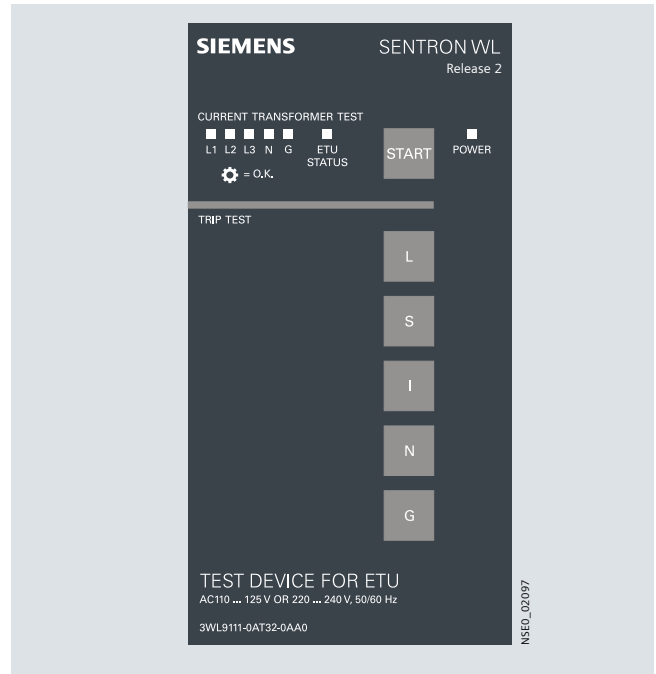 SIEMENS SENTRON WL
Release 2
CURRENT TRANSFORMER TEST
L1 L2 L3 N G ETU STATUS
START
POWER
= O.K.
TRIP TEST
L
S
I
N
G
TEST DEVICE FOR ETU
AC110 ... 125 V OR 220 ... 240 V, 50/60 Hz
3WL9111-0AT32-0AA0
NSE0_02097